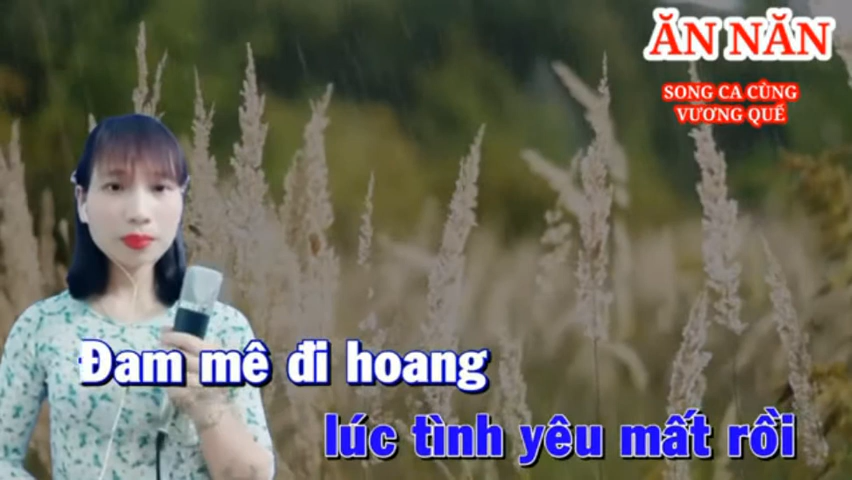 ĂN NĂN
SONG CA CÙNG
VƯƠNG QUẾ
Đam mê đi hoang
lúc tình yêu mất rồi